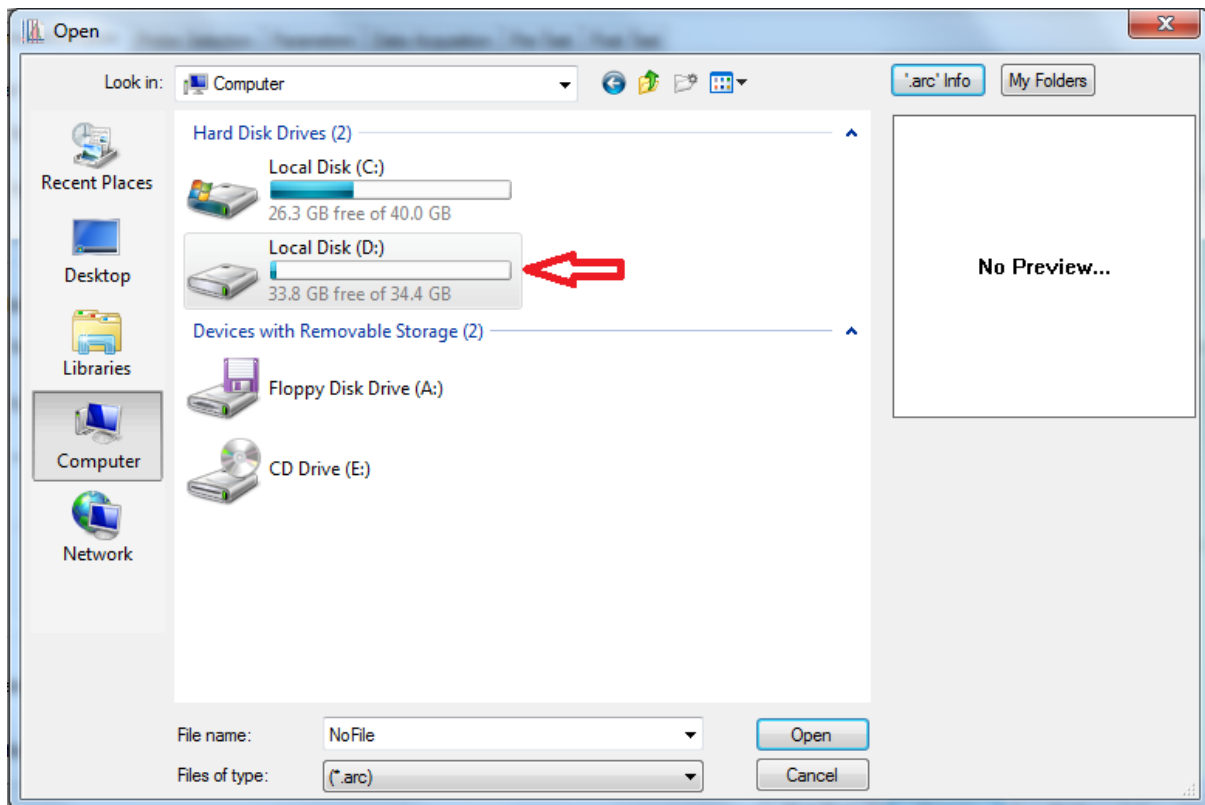 Open
Look in:
Computer
'.arc' Info
My Folders
Recent Places
Desktop
Libraries
Computer
Network
Hard Disk Drives (2)
Local Disk (C:)
26.3 GB free of 40.0 GB
Local Disk (D:)
33.8 GB free of 34.4 GB
Devices with Removable Storage (2)
Floppy Disk Drive (A:)
CD Drive (E:)
No Preview...
File name:
NoFile
Open
Files of type:
(*.arc)
Cancel